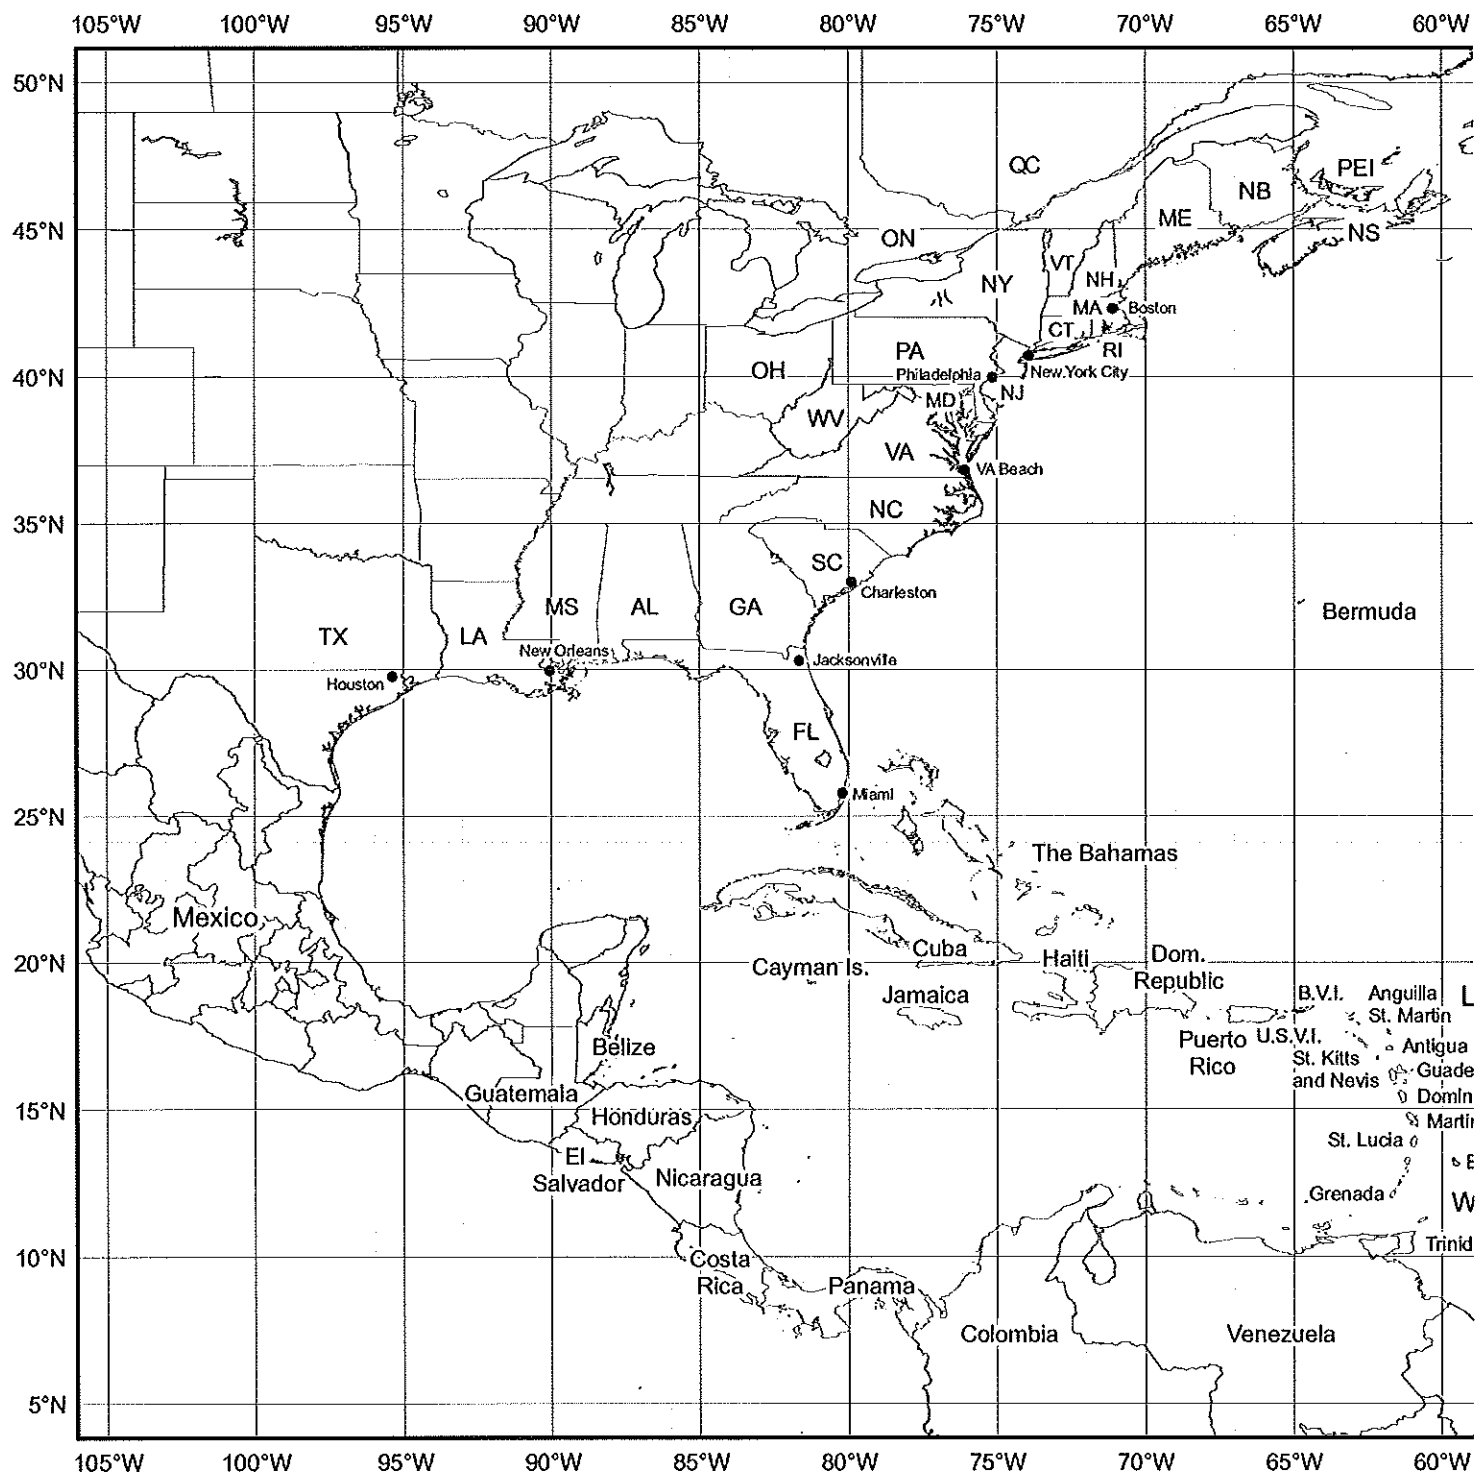 105°W 100°W 95°W 90°W 85°W 80°W 75°W 70°W 65°W 60°W
50°N
QC
PEI
NB
ME
45°N
ON
NS
VT
NY
NH
MA
Boston
CT
RI
PA
OH
Philadelphia
New York City
40°N
NJ
MD
WV
VA
VA Beach
NC
35°N
SC
Charleston
MS
AL
GA
Bermuda
TX
LA
New Orleans
Jacksonville
30°N
Houston
FL
Miami
25°N
The Bahamas
Mexico
Cuba
Haiti
Dom.
Republic
20°N
Cayman Is.
Jamaica
B.V.I.
Anguilla
L
St. Martin
Puerto
Rico
U.S.V.I.
Antigua
Belize
St. Kitts
and Nevis
Guade
Guatemala
Domin
15°N
Honduras
Martin
St. Lucia
El
Salvador
Nicaragua
Grenada
W
Trinid
10°N
Costa
Rica
Panama
Colombia
Venezuela
5°N
105°W 100°W 95°W 90°W 85°W 80°W 75°W 70°W 65°W 60°W